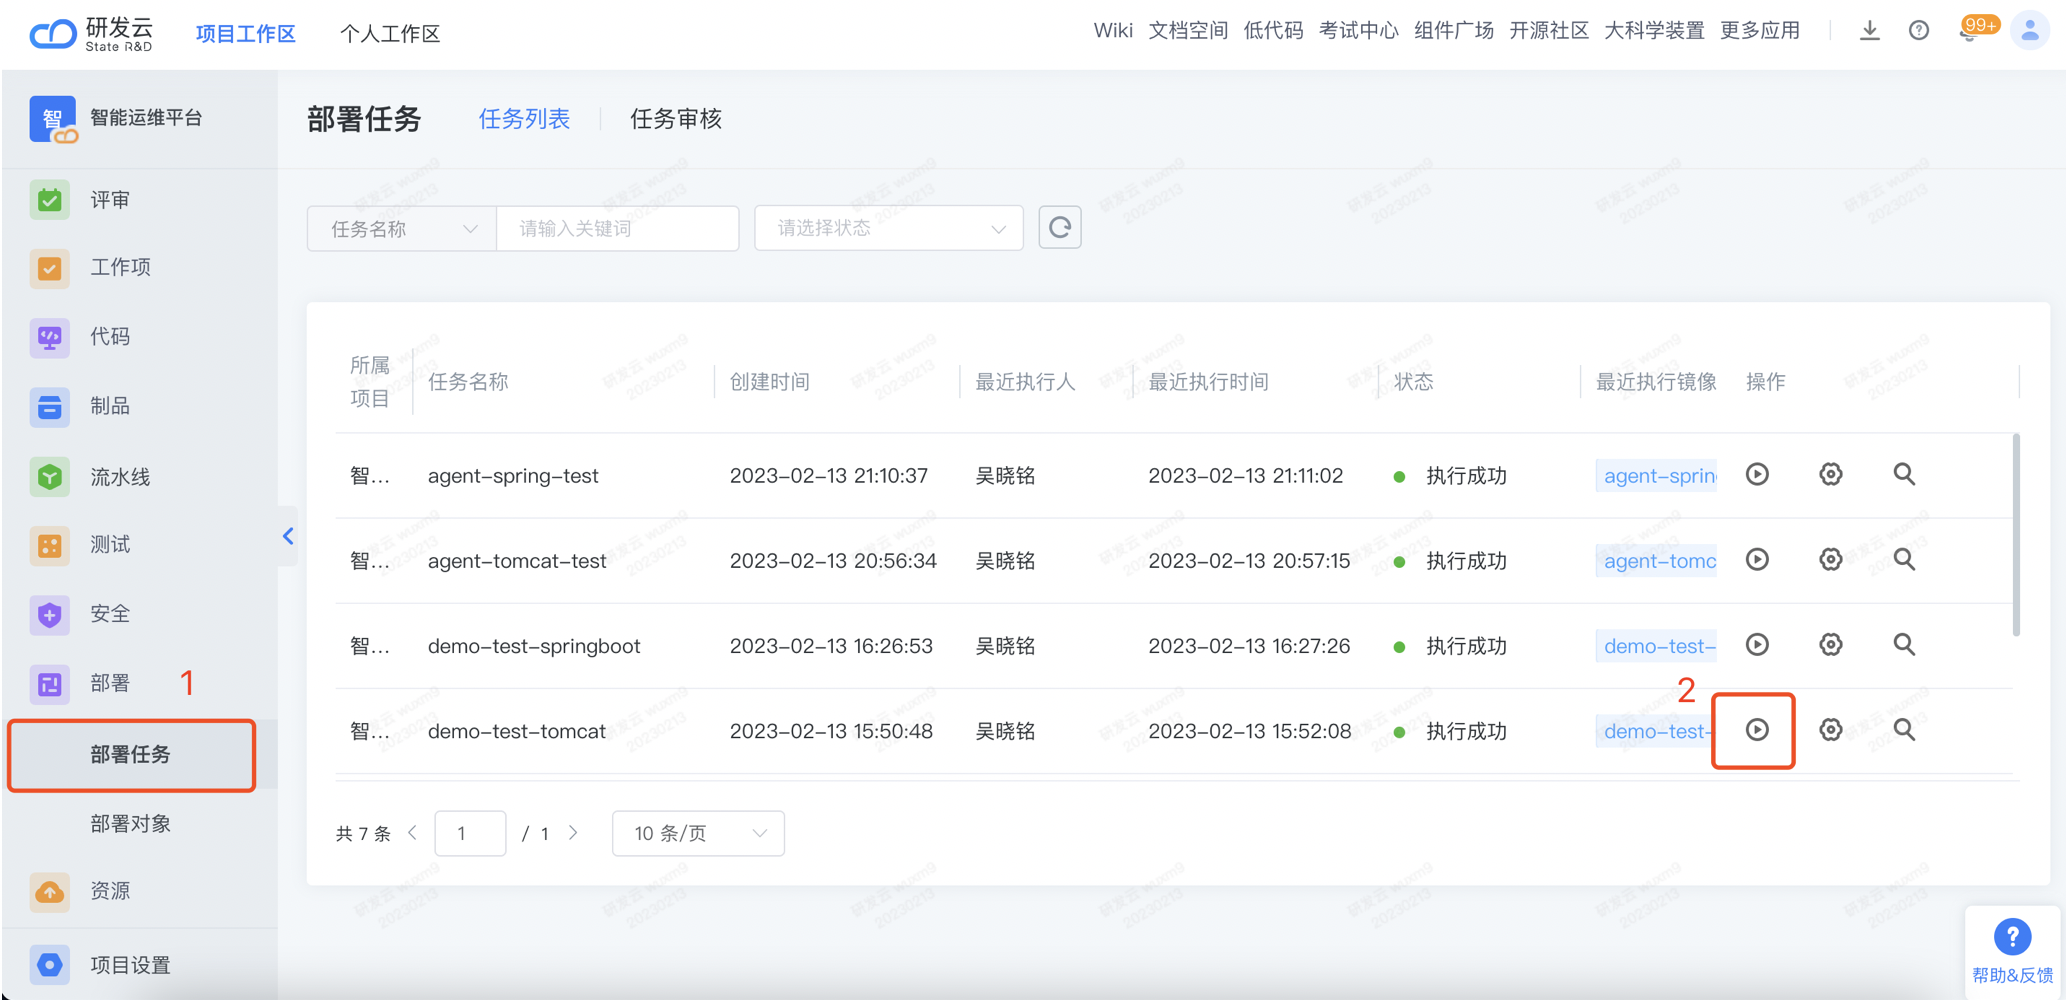 研发云
State R&D
项目工作区
个人工作区
Wiki 文档空间 低代码 考试中心 组件广场 开源社区 大科学装置 更多应用
99+
智
智能运维平台
部署任务
任务列表
任务审核
评审
工作项
代码
制品
流水线
测试
安全
部署
1
部署任务
部署对象
资源
项目设置
任务名称
请输入关键词
请选择状态
所属项目 任务名称 创建时间 最近执行人 最近执行时间 状态 最近执行镜像 操作
智... agent-spring-test 2023-02-13 21:10:37 吴晓铭 2023-02-13 21:11:02 执行成功 agent-sprin
智... agent-tomcat-test 2023-02-13 20:56:34 吴晓铭 2023-02-13 20:57:15 执行成功 agent-tomc
智... demo-test-springboot 2023-02-13 16:26:53 吴晓铭 2023-02-13 16:27:26 执行成功 demo-test-
2
智... demo-test-tomcat 2023-02-13 15:50:48 吴晓铭 2023-02-13 15:52:08 执行成功 demo-test-
共 7 条 < 1 / 1 > 10 条/页
?
帮助&反馈
研发云 wuxm9
20230213